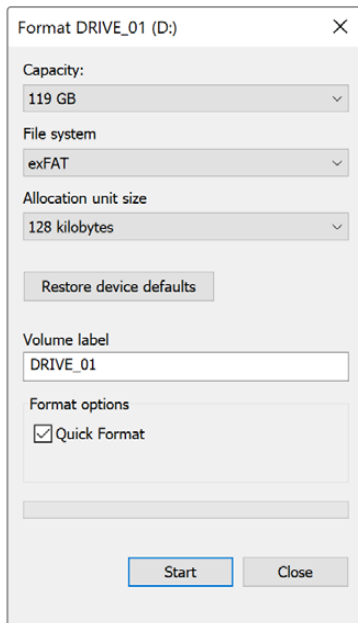 Format DRIVE_01 (D:)
Capacity:
119 GB
File system
exFAT
Allocation unit size
128 kilobytes
Restore device defaults
Volume label
DRIVE_01
Format options
Quick Format
Start Close